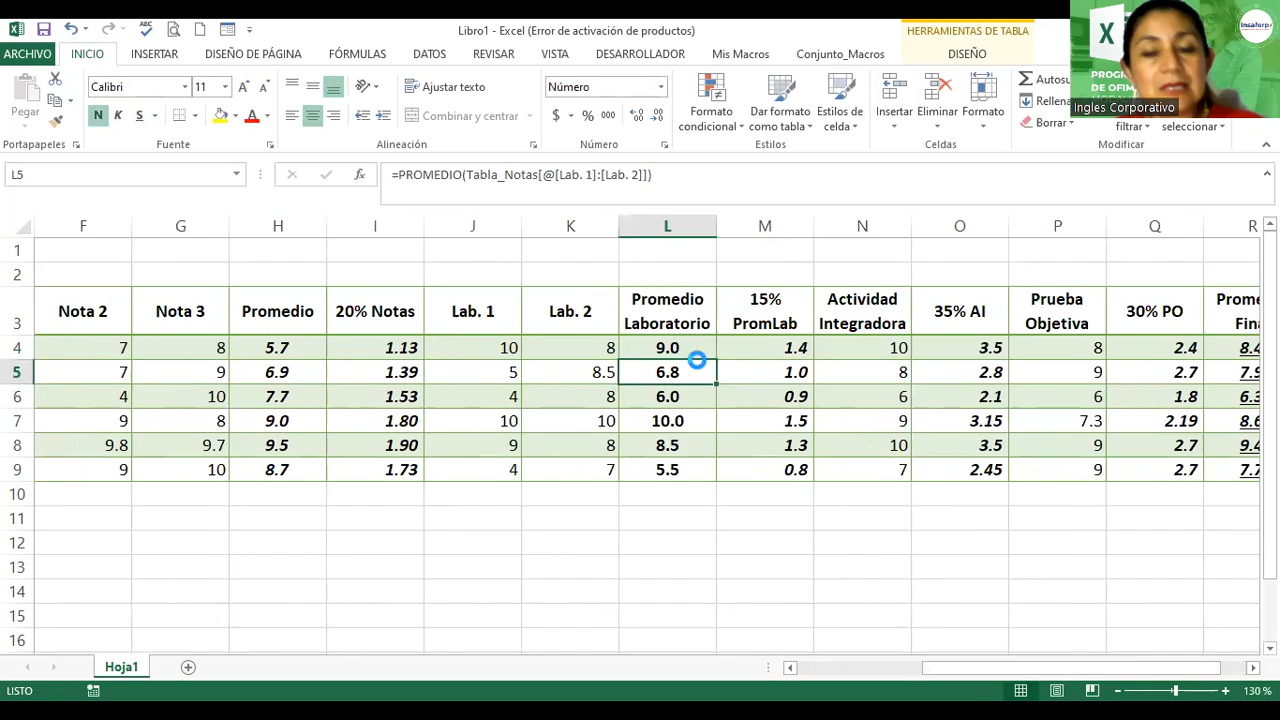 Libro1 - Excel (Error de activación de productos)
HERRAMIENTAS DE TABLA
ARCHIVO INICIO INSERTAR DISEÑO DE PÁGINA FÓRMULAS DATOS REVISAR VISTA DESARROLLADOR Mis Macros Conjunto_Macros DISEÑO
Pegar
Calibri 11
N K S
Ajustar texto
Combinar y centrar
Número
$ % 000
Formato condicional
Dar formato como tabla
Estilos de celda
Insertar Eliminar Formato
Autosu
Rellena
Borrar
filtrar seleccionar
Insaforp
PROG
DE OFIM
Ingles Corporativo
Portapapeles Fuente Alineación Número Estilos Celdas Modificar
L5 fx =PROMEDIO(Tabla_Notas[@[Lab. 1]:[Lab. 2]])
F G H I J K L M N O P Q R
1
2
3 Nota 2 Nota 3 Promedio 20% Notas Lab. 1 Lab. 2 Promedio Laboratorio 15% PromLab Actividad Integradora 35% AI Prueba Objetiva 30% PO Prome Fina
4 7 8 5.7 1.13 10 8 9.0 1.4 10 3.5 8 2.4 8.4
5 7 9 6.9 1.39 5 8.5 6.8 1.0 8 2.8 9 2.7 7.9
6 4 10 7.7 1.53 4 8 6.0 0.9 6 2.1 6 1.8 6.3
7 9 8 9.0 1.80 10 10 10.0 1.5 9 3.15 7.3 2.19 8.6
8 9.8 9.7 9.5 1.90 9 8 8.5 1.3 10 3.5 9 2.7 9.4
9 9 10 8.7 1.73 4 7 5.5 0.8 7 2.45 9 2.7 7.7
10
11
12
13
14
15
16
Hoja1
LISTO 130 %